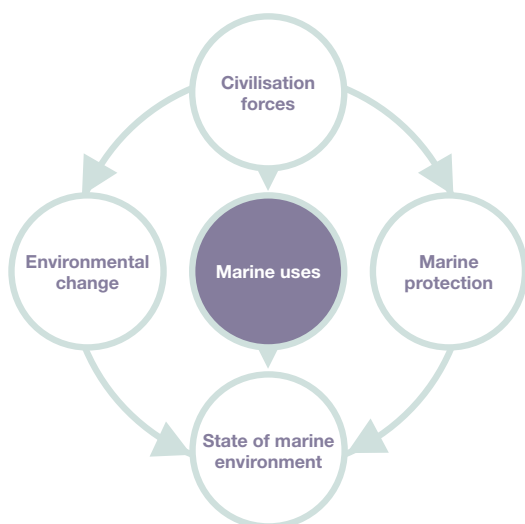 Civilisation
forces
Environmental
change
Marine uses
Marine
protection
State of marine
environment